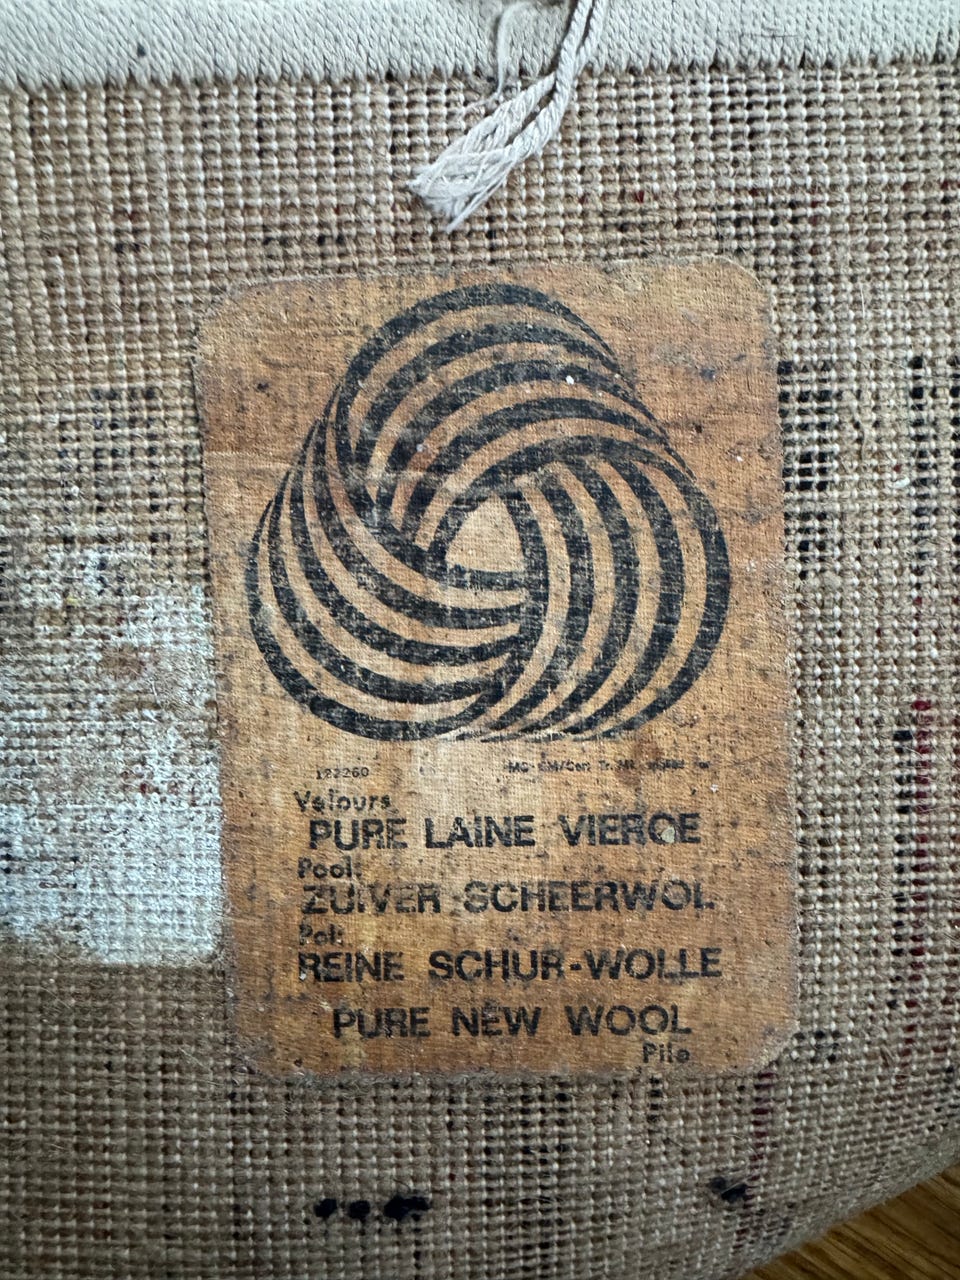 122260
Velours
PURE LAINE VIERGE
Pool:
ZUIVER SCHEERWOL
Pol:
REINE SCHUR-WOLLE
PURE NEW WOOL
Pile